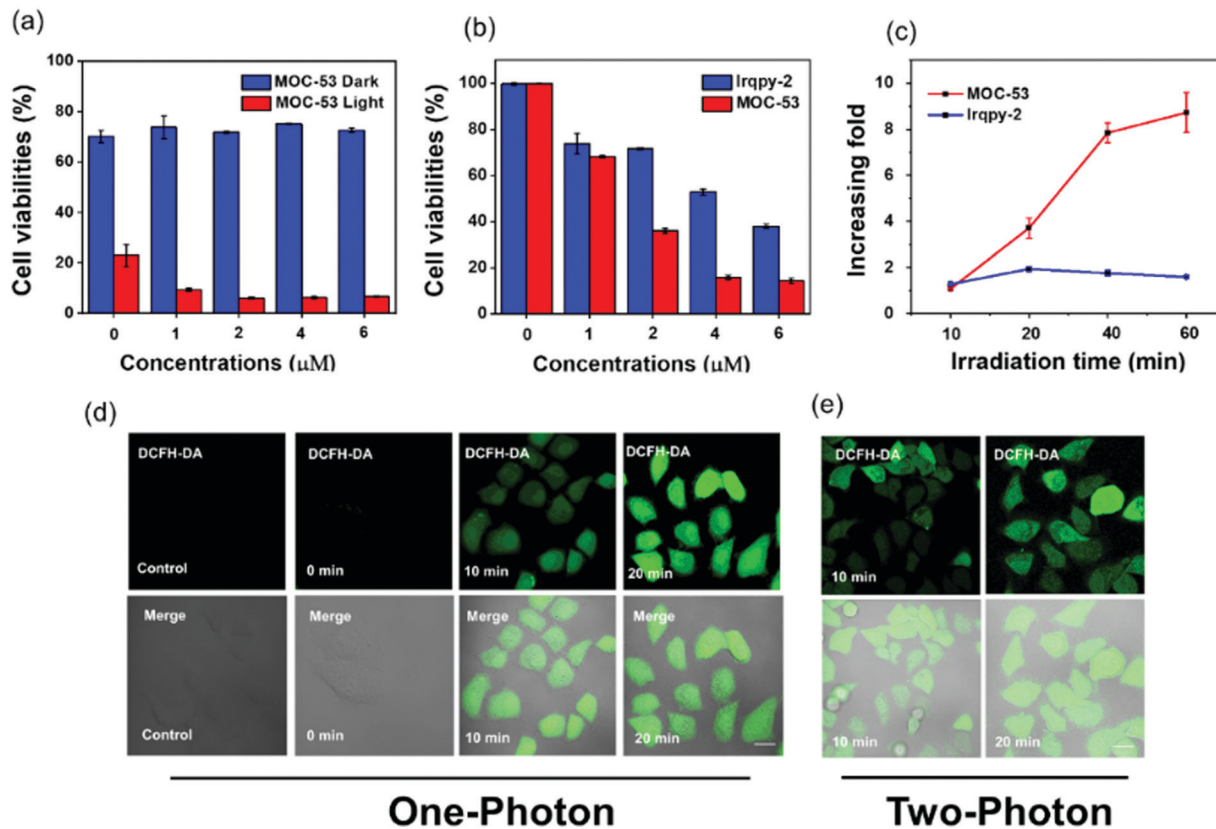 (a)
100
80
60
40
20
0
Cell viabilities (%)
MOC-53 Dark
MOC-53 Light
0 1 2 4 6
Concentrations (μM)
(b)
100
80
60
40
20
0
Cell viabilities (%)
Irqpy-2
MOC-53
0 1 2 4 6
Concentrations (μM)
(c)
10
8
6
4
2
0
Increasing fold
MOC-53
Irqpy-2
10 20 40 60
Irradiation time (min)
(d)
DCFH-DA
Control
DCFH-DA
0 min
DCFH-DA
10 min
DCFH-DA
20 min
Merge
Control
Merge
0 min
Merge
10 min
Merge
20 min
One-Photon
(e)
DCFH-DA
10 min
DCFH-DA
20 min
10 min
20 min
Two-Photon